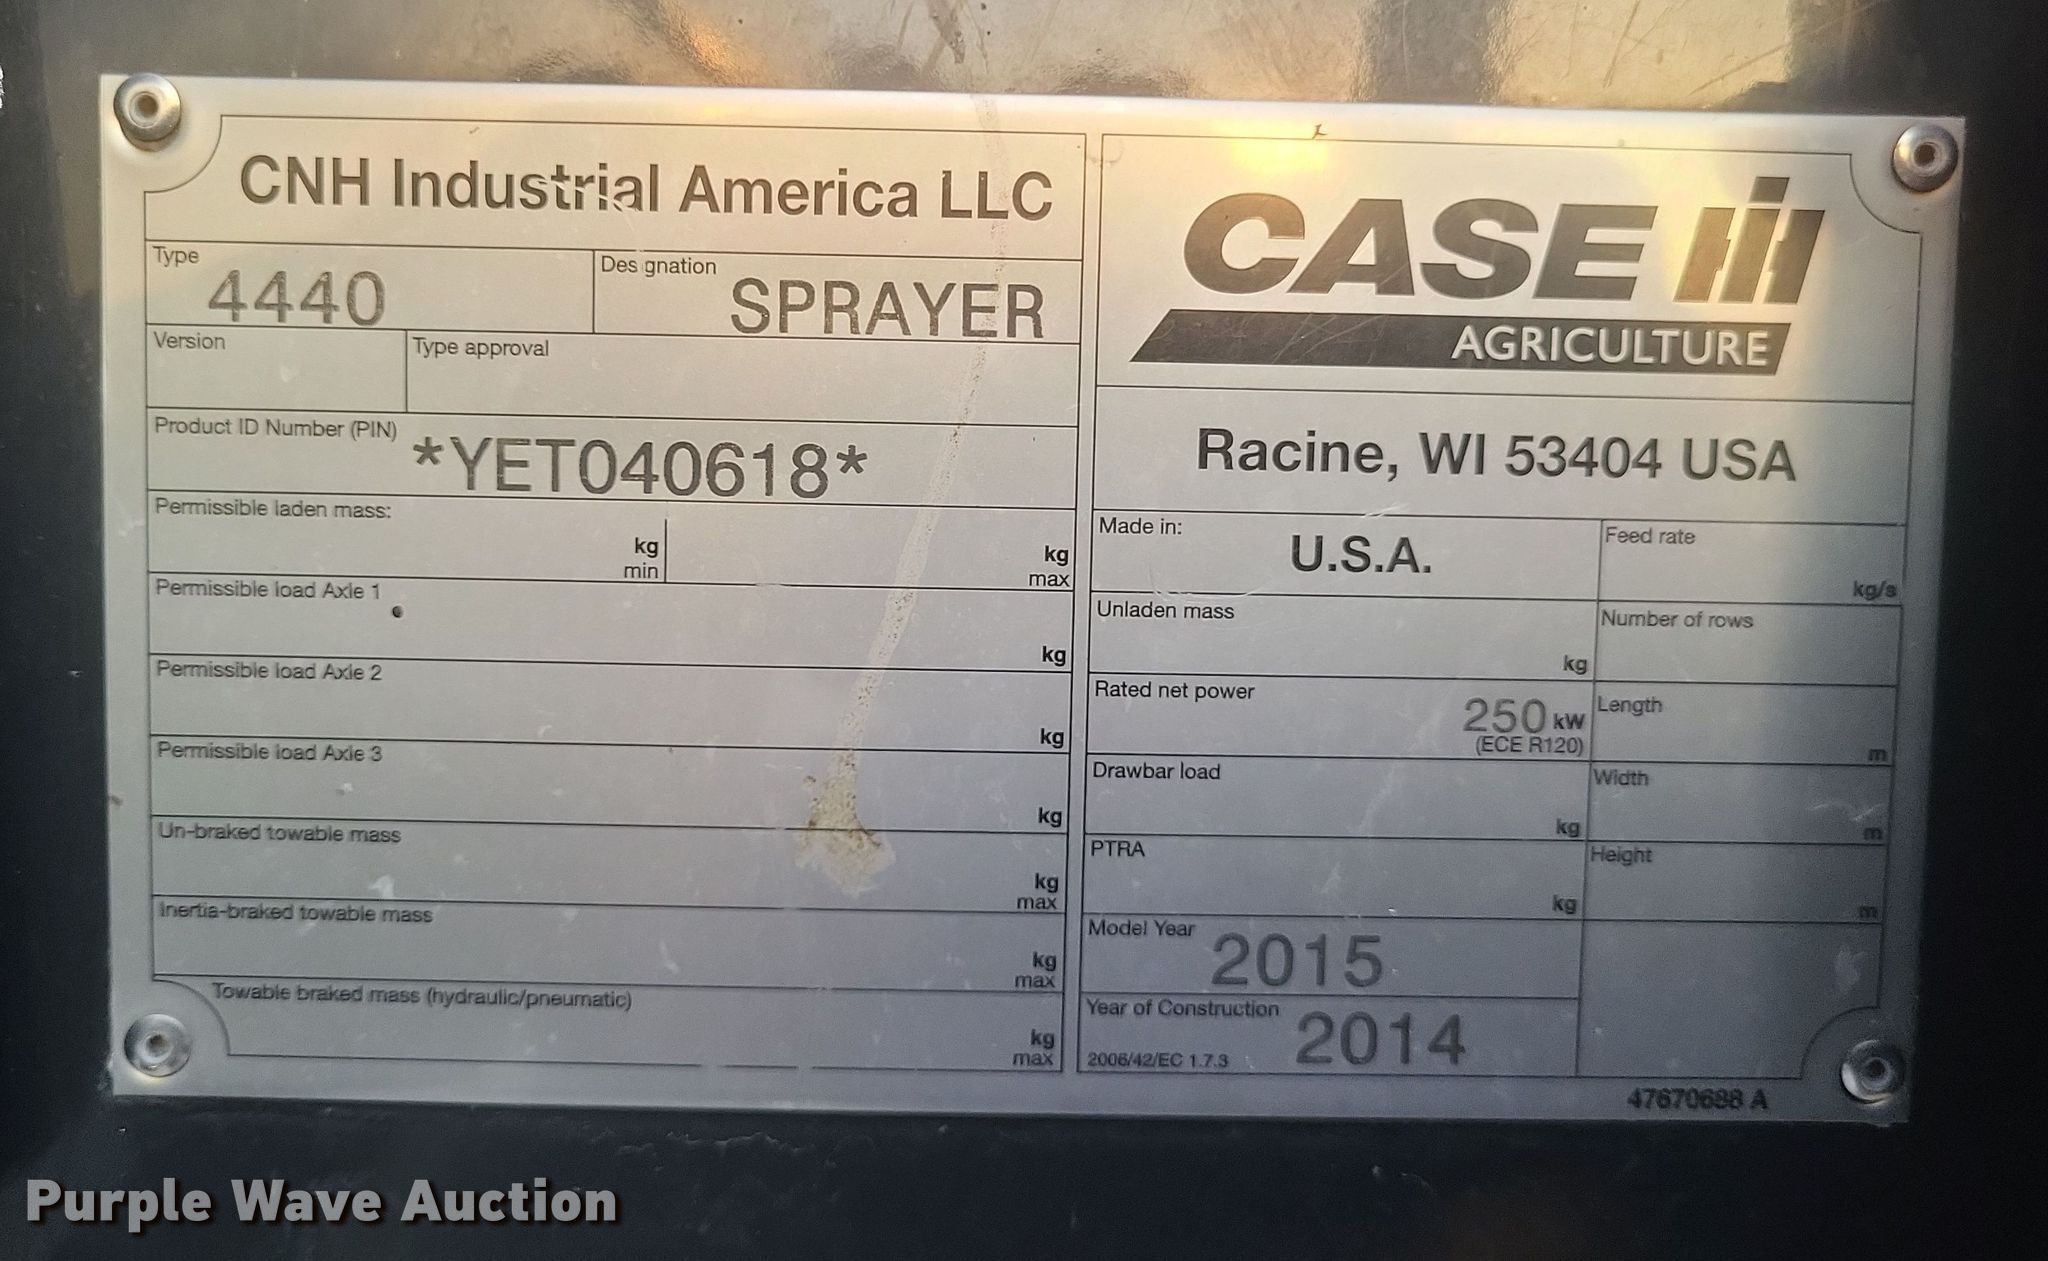 CNH Industrial America LLC
Type
4440
Des gnation
SPRAYER
Version
Type approval
Product ID Number (PIN)
*YET040618*
Permissible laden mass:
kg
min
kg
max
Permissible load Axle 1
kg
Permissible load Axle 2
kg
Permissible load Axle 3
kg
Un-braked towable mass
kg
max
Inertia-braked towable mass
kg
max
Towable braked mass (hydraulic/pneumatic)
kg
max
CASE IH
AGRICULTURE
Racine, WI 53404 USA
Made in:
U.S.A.
Feed rate
kg/s
Unladen mass
kg
Number of rows
Rated net power
250 kW
(ECE R120)
Length
m
Drawbar load
kg
Width
m
PTRA
kg
Height
m
Model Year
2015
Year of Construction
2014
2006/42/EC 1.7.3
47670688 A
Purple Wave Auction